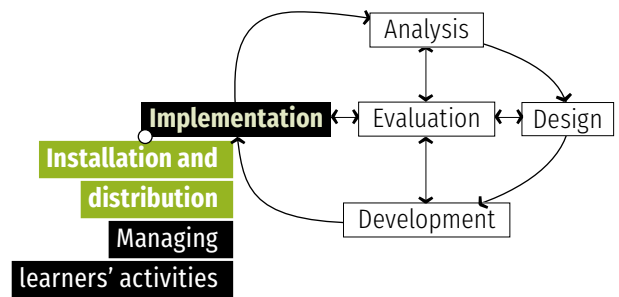 Analysis
Implementation
Evaluation
Design
Installation and
distribution
Development
Managing
learners’ activities